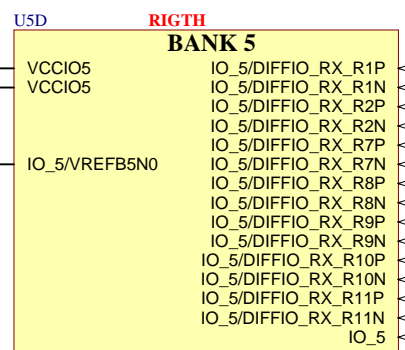 U5D RIGTH
BANK 5
VCCIO5 IO_5/DIFFIO_RX_R1P
VCCIO5 IO_5/DIFFIO_RX_R1N
IO_5/DIFFIO_RX_R2P
IO_5/DIFFIO_RX_R2N
IO_5/DIFFIO_RX_R7P
IO_5/VREFB5N0 IO_5/DIFFIO_RX_R7N
IO_5/DIFFIO_RX_R8P
IO_5/DIFFIO_RX_R8N
IO_5/DIFFIO_RX_R9P
IO_5/DIFFIO_RX_R9N
IO_5/DIFFIO_RX_R10P
IO_5/DIFFIO_RX_R10N
IO_5/DIFFIO_RX_R11P
IO_5/DIFFIO_RX_R11N
IO_5